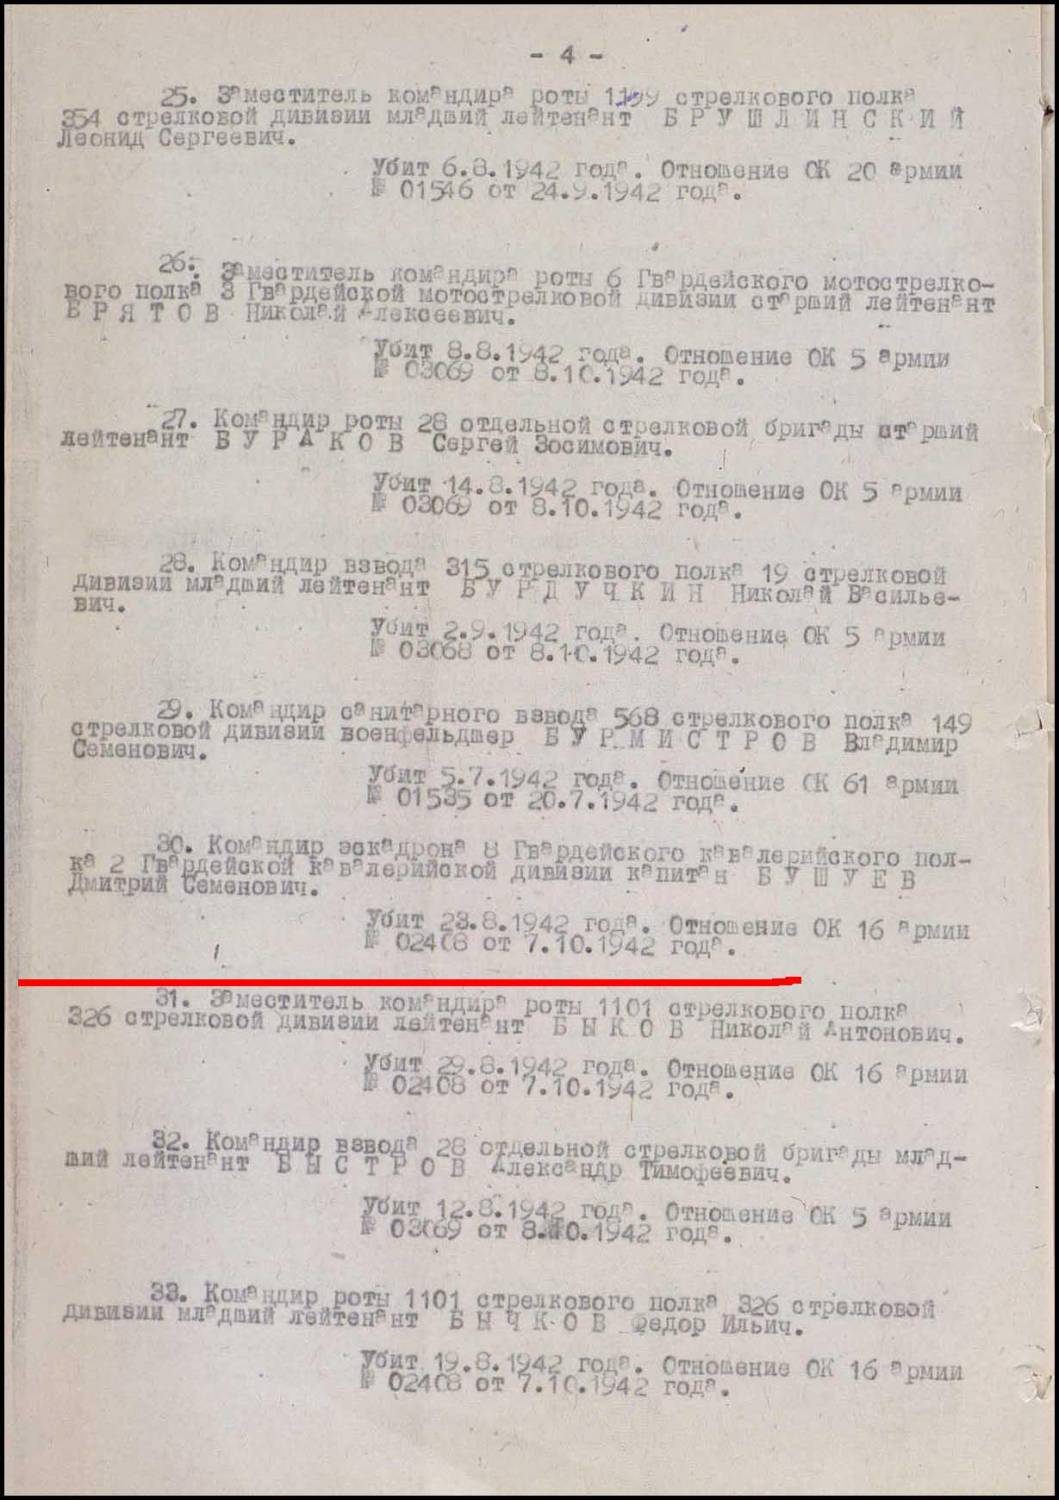 - 4 -
25. Заместитель командира роты 1199 стрелкового полка
354 стрелковой дивизии младший лейтенант Б Р У Ш Л И Н С К И Й
Леонид Сергеевич.
Убит 6.8.1942 года. Отношение ОК 20 армии
№ 01546 от 24.9.1942 года.
26. Заместитель командира роты 6 Гвардейского мотострелко-
вого полка 3 Гвардейской мотострелковой дивизии старший лейтенант
Б Р Я Т О В Николай Алексеевич.
Убит 8.8.1942 года. Отношение ОК 5 армии
№ 03069 от 8.10.1942 года.
27. Командир роты 28 отдельной стрелковой бригады старший
лейтенант Б У Р А К О В Сергей Зосимович.
Убит 14.8.1942 года. Отношение ОК 5 армии
№ 03069 от 8.10.1942 года.
28. Командир взвода 315 стрелкового полка 19 стрелковой
дивизии младший лейтенант Б У Р Д У Ч К И Н Николай Василье-
вич.
Убит 2.9.1942 года. Отношение ОК 5 армии
№ 03068 от 8.10.1942 года.
29. Командир санитарного взвода 568 стрелкового полка 149
стрелковой дивизии военфельдшер Б У Р М И С Т Р О В Владимир
Семенович.
Убит 5.7.1942 года. Отношение ОК 61 армии
№ 01535 от 20.7.1942 года.
30. Командир эскадрона 8 Гвардейского кавалерийского пол-
ка 2 Гвардейской кавалерийской дивизии капитан Б У Ш У Е В
Дмитрий Семенович.
Убит 23.8.1942 года. Отношение ОК 16 армии
№ 02408 от 7.10.1942 года.
31. Заместитель командира роты 1101 стрелкового полка
326 стрелковой дивизии лейтенант Б Ы К О В Николай Антонович.
Убит 29.8.1942 года. Отношение ОК 16 армии
№ 02408 от 7.10.1942 года.
32. Командир взвода 28 отдельной стрелковой бригады млад-
ший лейтенант Б Ы С Т Р О В Александр Тимофеевич.
Убит 12.8.1942 года. Отношение ОК 5 армии
№ 03069 от 8.10.1942 года.
33. Командир роты 1101 стрелкового полка 326 стрелковой
дивизии младший лейтенант Б Ы Ч К О В Федор Ильич.
Убит 19.8.1942 года. Отношение ОК 16 армии
№ 02408 от 7.10.1942 года.